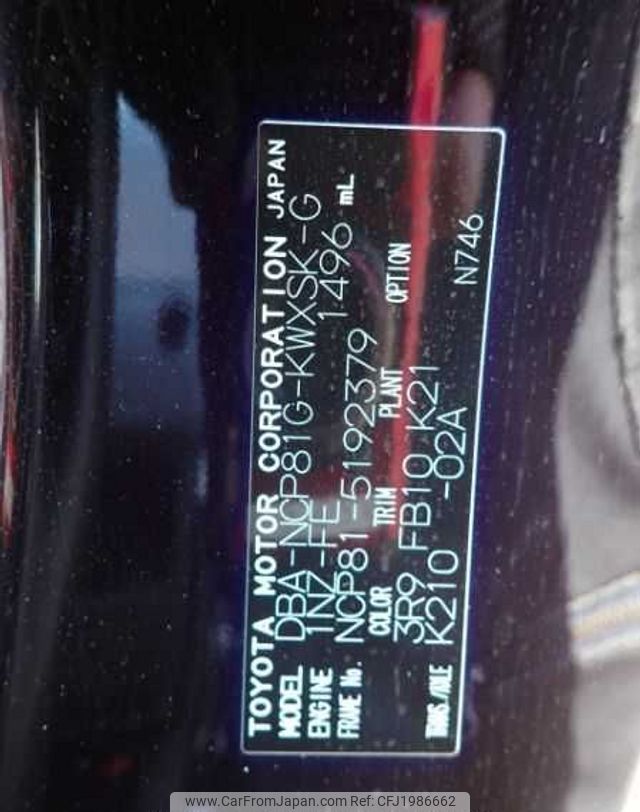 TOYOTA MOTOR CORPORATION JAPAN
MODEL DBA-NCP81G-KWXSK-G
ENGINE 1NZ-FE 1496 mL
FRAME No. NCP81-5192379
COLOR TRIM PLANT OPTION
3R9 FB10 K21 N746
TRANS/AXLE K210 -02A
www.CarFromJapan.com Ref: CFJ1986662